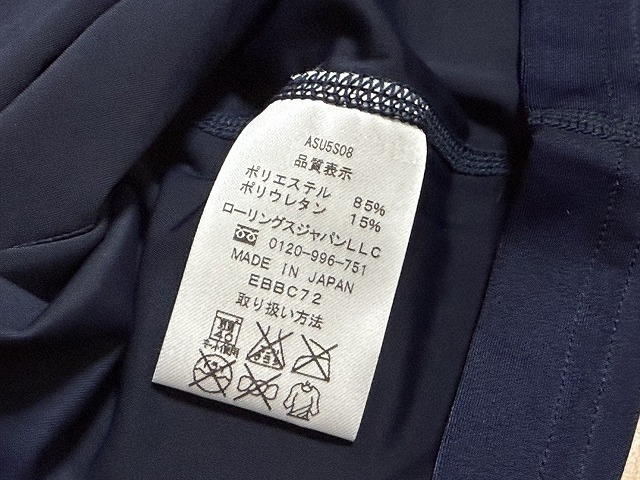 ASU5S08
品質表示
ポリエステル 85%
ポリウレタン 15%
ローリングスジャパンLLC
0120-996-751
MADE IN JAPAN
EBBC72
取り扱い方法
40